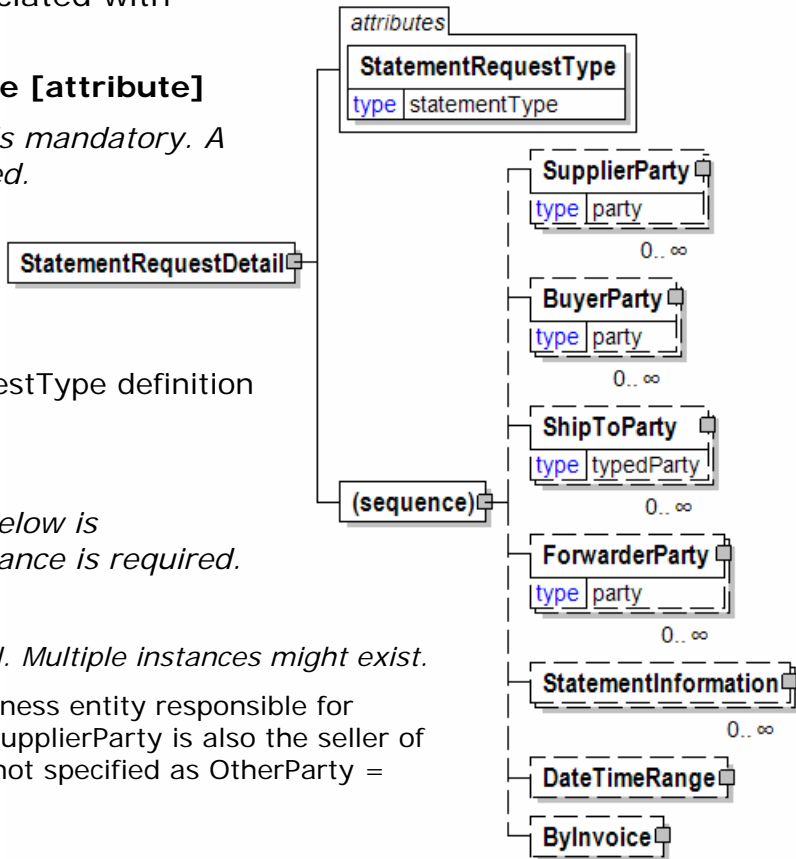 ciated with
e [attribute]
is mandatory. A
ed.
estType definition
elow is
ance is required.
l. Multiple instances might exist.
ness entity responsible for
upplierParty is also the seller of
not specified as OtherParty =
StatementRequestDetail
attributes
StatementRequestType
type statementType
(sequence)
SupplierParty
type party
0.. ∞
BuyerParty
type party
0.. ∞
ShipToParty
type typedParty
0.. ∞
ForwarderParty
type party
0.. ∞
StatementInformation
0.. ∞
DateTimeRange
ByInvoice